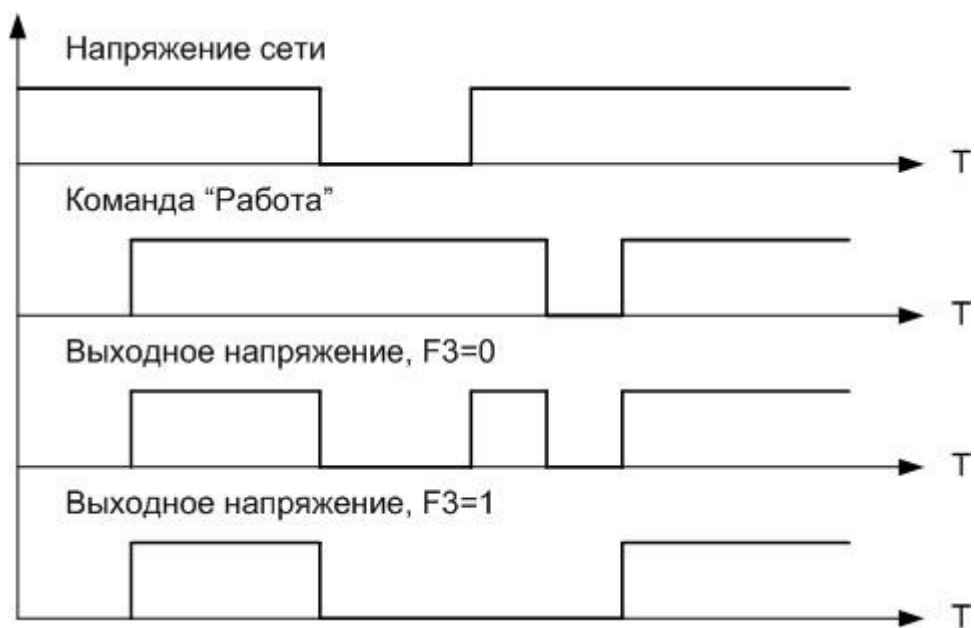 Напряжение сети
T
Команда “Работа”
T
Выходное напряжение, F3=0
T
Выходное напряжение, F3=1
T